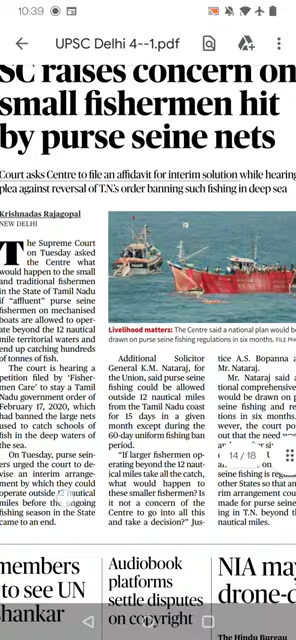 10:39
UPSC Delhi 4--1.pdf
SC raises concern on
small fishermen hit
by purse seine nets
Court asks Centre to file an affidavit for interim solution while hearing
plea against reversal of T.N.'s order banning such fishing in deep sea
Krishnadas Rajagopal
NEW DELHI
The Supreme Court
on Tuesday asked
the Centre what
would happen to the small
and traditional fishermen
in the State of Tamil Nadu
if "affluent" purse seine
fishermen on mechanised
boats are allowed to oper-
ate beyond the 12 nautical
mile territorial waters and
end up catching hundreds
of tonnes of fish.
The court is hearing a
petition filed by 'Fisher-
men Care' to stay a Tamil
Nadu government order of
February 17, 2020, which
had banned the large nets
used to catch schools of
fish in the deep waters of
the sea.
On Tuesday, purse sein-
ers urged the court to de-
vise an interim arrange-
ment by which they could
operate outside 12 nautical
miles before the ongoing
fishing season in the State
came to an end.
Livelihood matters: The Centre said a national plan would be
drawn on purse seine fishing regulations in six months. FILE PH
Additional Solicitor
General K.M. Nataraj, for
the Union, said purse seine
fishing could be allowed
outside 12 nautical miles
from the Tamil Nadu coast
for 15 days in a given
month except during the
60-day uniform fishing ban
period.
"If larger fishermen op-
erating beyond the 12 naut-
ical miles take all the catch,
what would happen to
these smaller fishermen? Is
it not a concern of the
Centre to go into all this
and take a decision?" Jus-
tice A.S. Bopanna a
Mr. Nataraj.
Mr. Nataraj said a
tional comprehensive
would be drawn on p
seine fishing and re
tions in six months.
wever, the court po
out that the need
14 / 18
seine fishing is regula
other States so that an
rim arrangement cou
made for purse seine
ing in T.N. beyond t
nautical miles.
members
to see UN
hankar
Audiobook
platforms
settle disputes
on copyright
NIA may
drone-d
The Hindu Bureau